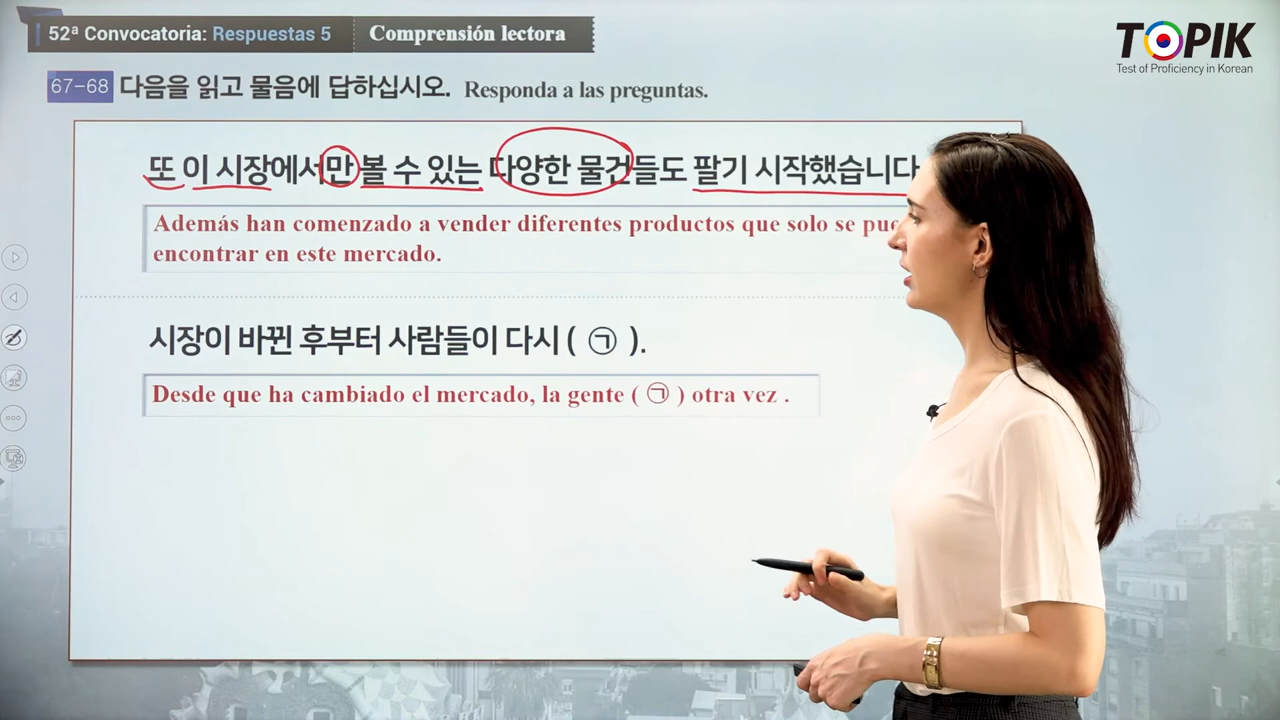 52ª Convocatoria: Respuestas 5 Comprensión lectora
TOPIK
Test of Proficiency in Korean
67-68 다음을 읽고 물음에 답하십시오. Responda a las preguntas.
또 이 시장에서만 볼 수 있는 다양한 물건들도 팔기 시작했습니다
Además han comenzado a vender diferentes productos que solo se
encontrar en este mercado.
시장이 바뀐 후부터 사람들이 다시 ( ㉠ ).
Desde que ha cambiado el mercado, la gente ( ㉠ ) otra vez .